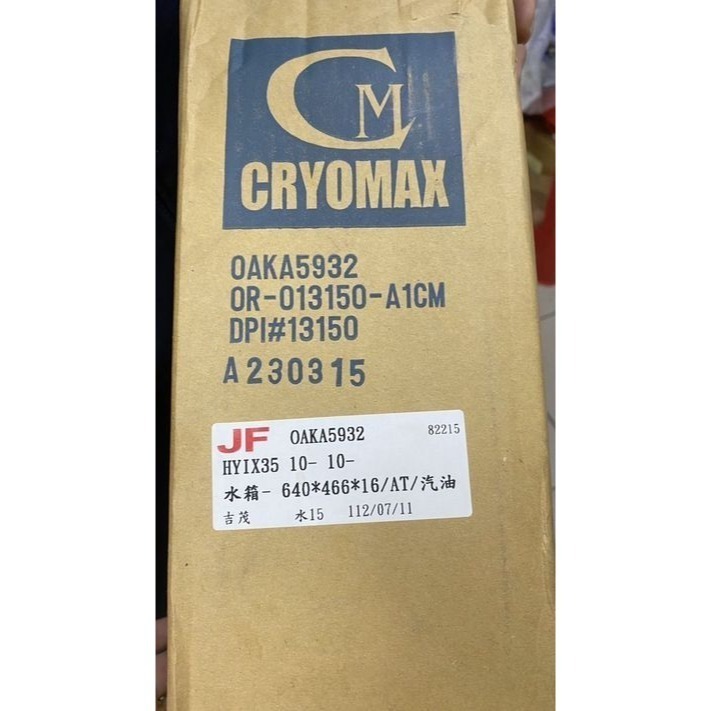 CM
CRYOMAX
OAKA5932
OR-013150-A1CM
DPI#13150
A230315
JF OAKA5932 82215
HYIX35 10- 10-
水箱- 640*466*16/AT/汽油
吉茂 水15 112/07/11